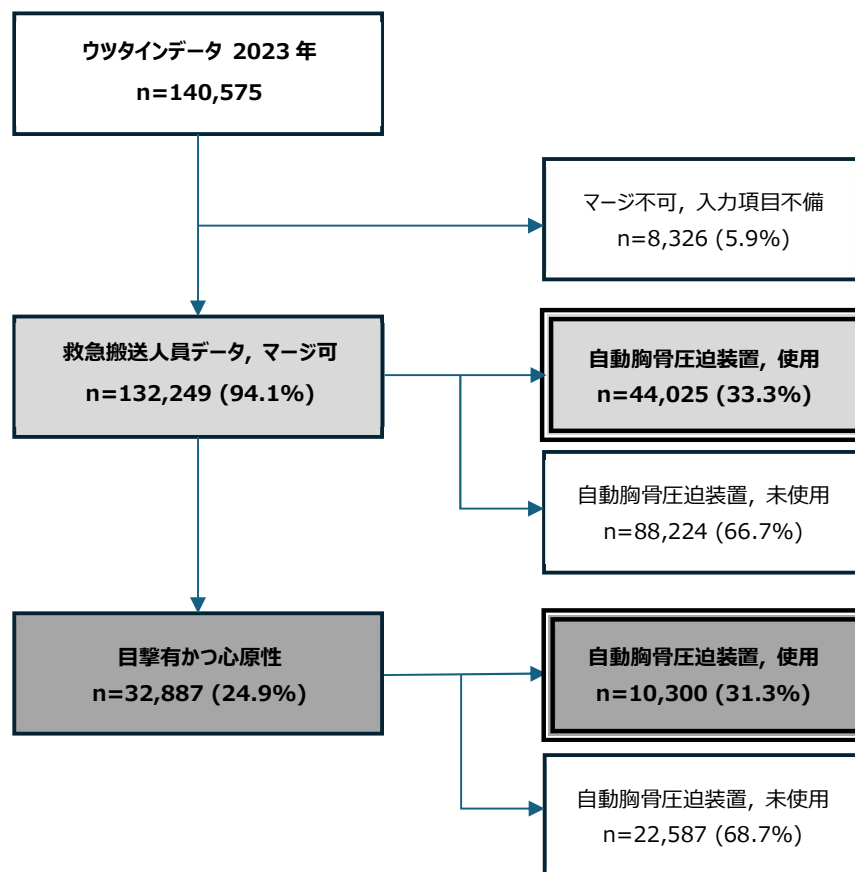 ウツタインデータ 2023 年
n=140,575
マージ不可, 入力項目不備
n=8,326 (5.9%)
救急搬送人員データ, マージ可
n=132,249 (94.1%)
自動胸骨圧迫装置, 使用
n=44,025 (33.3%)
自動胸骨圧迫装置, 未使用
n=88,224 (66.7%)
目撃有かつ心原性
n=32,887 (24.9%)
自動胸骨圧迫装置, 使用
n=10,300 (31.3%)
自動胸骨圧迫装置, 未使用
n=22,587 (68.7%)